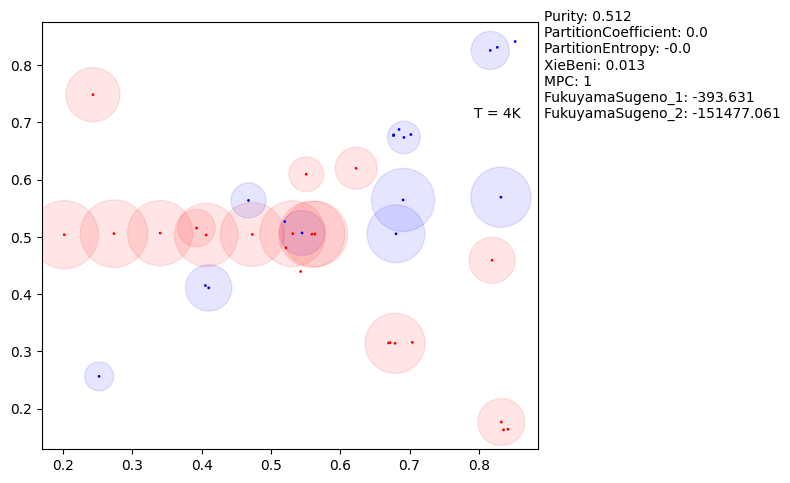 Purity: 0.512
PartitionCoefficient: 0.0
PartitionEntropy: -0.0
XieBeni: 0.013
MPC: 1
FukuyamaSugeno_1: -393.631
FukuyamaSugeno_2: -151477.061
T = 4K
0.8
0.7
0.6
0.5
0.4
0.3
0.2
0.2 0.3 0.4 0.5 0.6 0.7 0.8